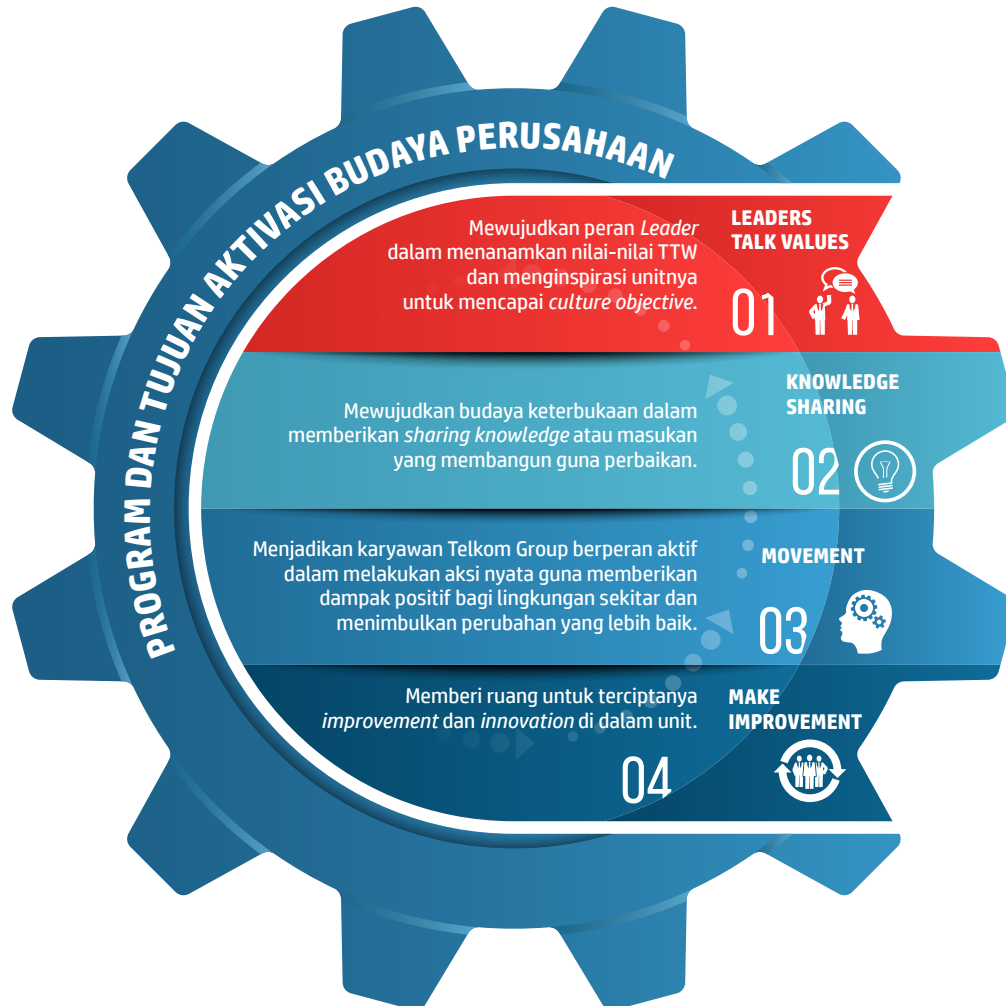 PROGRAM DAN TUJUAN AKTIVASI BUDAYA PERUSAHAAN
Mewujudkan peran Leader
dalam menanamkan nilai-nilai TTW
dan menginspirasi unitnya
untuk mencapai culture objective.
LEADERS
TALK VALUES
01
Mewujudkan budaya keterbukaan dalam
memberikan sharing knowledge atau masukan
yang membangun guna perbaikan.
KNOWLEDGE
SHARING
02
Menjadikan karyawan Telkom Group berperan aktif
dalam melakukan aksi nyata guna memberikan
dampak positif bagi lingkungan sekitar dan
menimbulkan perubahan yang lebih baik.
MOVEMENT
03
Memberi ruang untuk terciptanya
improvement dan innovation di dalam unit.
MAKE
IMPROVEMENT
04